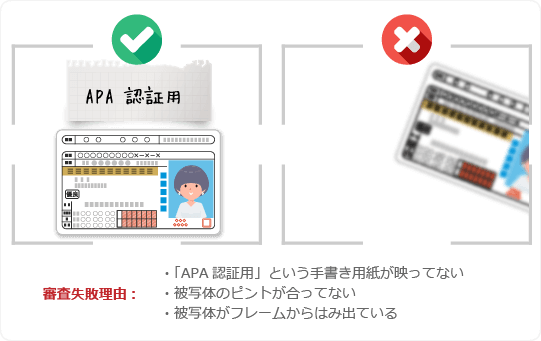 APA 認証用
優良
審査失敗理由：
・「APA 認証用」という手書き用紙が映ってない
・被写体のピントが合ってない
・被写体がフレームからはみ出ている